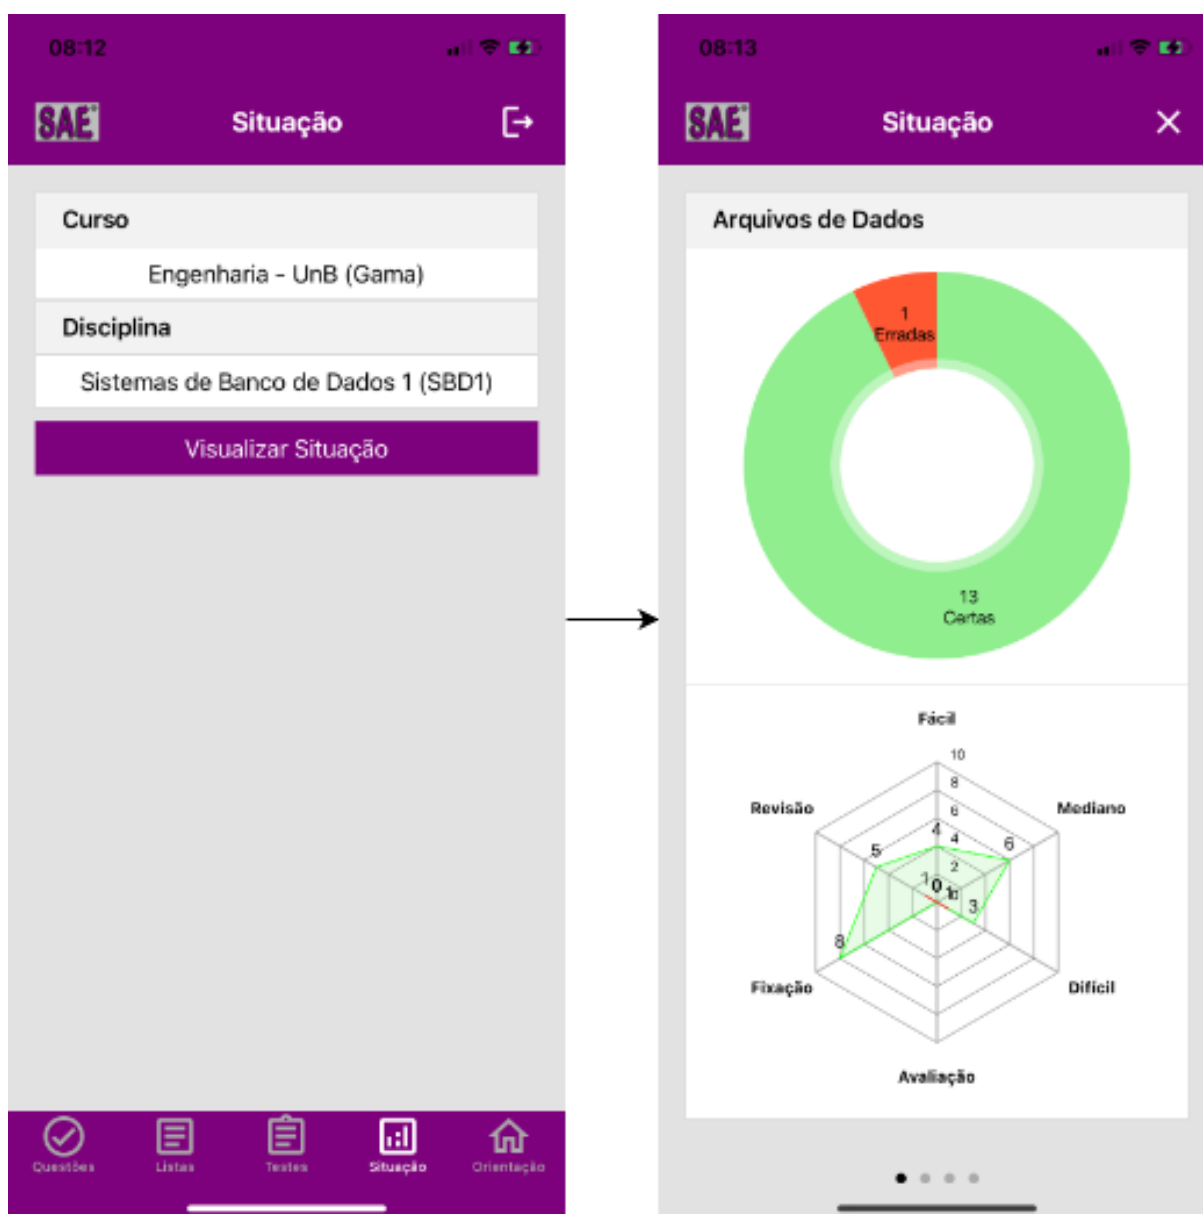 08:12
SAE
Situação
Curso
Engenharia - UnB (Gama)
Disciplina
Sistemas de Banco de Dados 1 (SBD1)
Visualizar Situação
Questões
Listas
Testes
Situação
Orientação
08:13
SAE
Situação
Arquivos de Dados
1
Erradas
13
Certas
Fácil
10
8
6
4
2
Revisão
Mediano
4
5
6
1
0
3
8
Fixação
Difícil
Avaliação